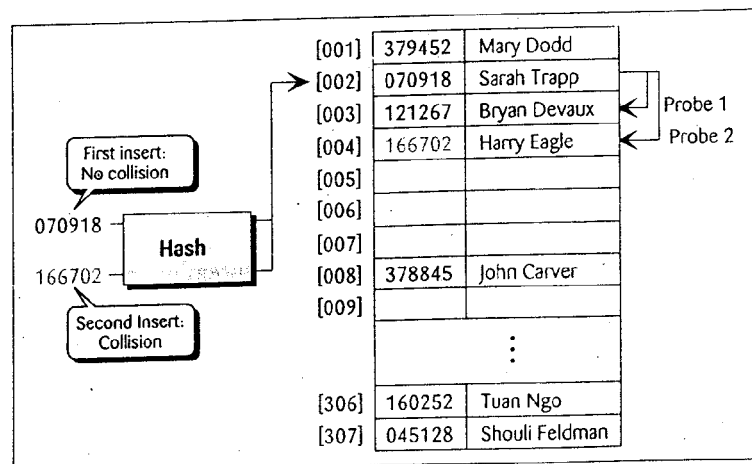 [001] 379452 Mary Dodd
[002] 070918 Sarah Trapp
[003] 121267 Bryan Devaux Probe 1
[004] 166702 Harry Eagle Probe 2
First insert:
No collision
[005]
[006]
070918
[007]
Hash
166702
[008] 378845 John Carver
[009]
Second Insert:
Collision
[306] 160252 Tuan Ngo
[307] 045128 Shouli Feldman